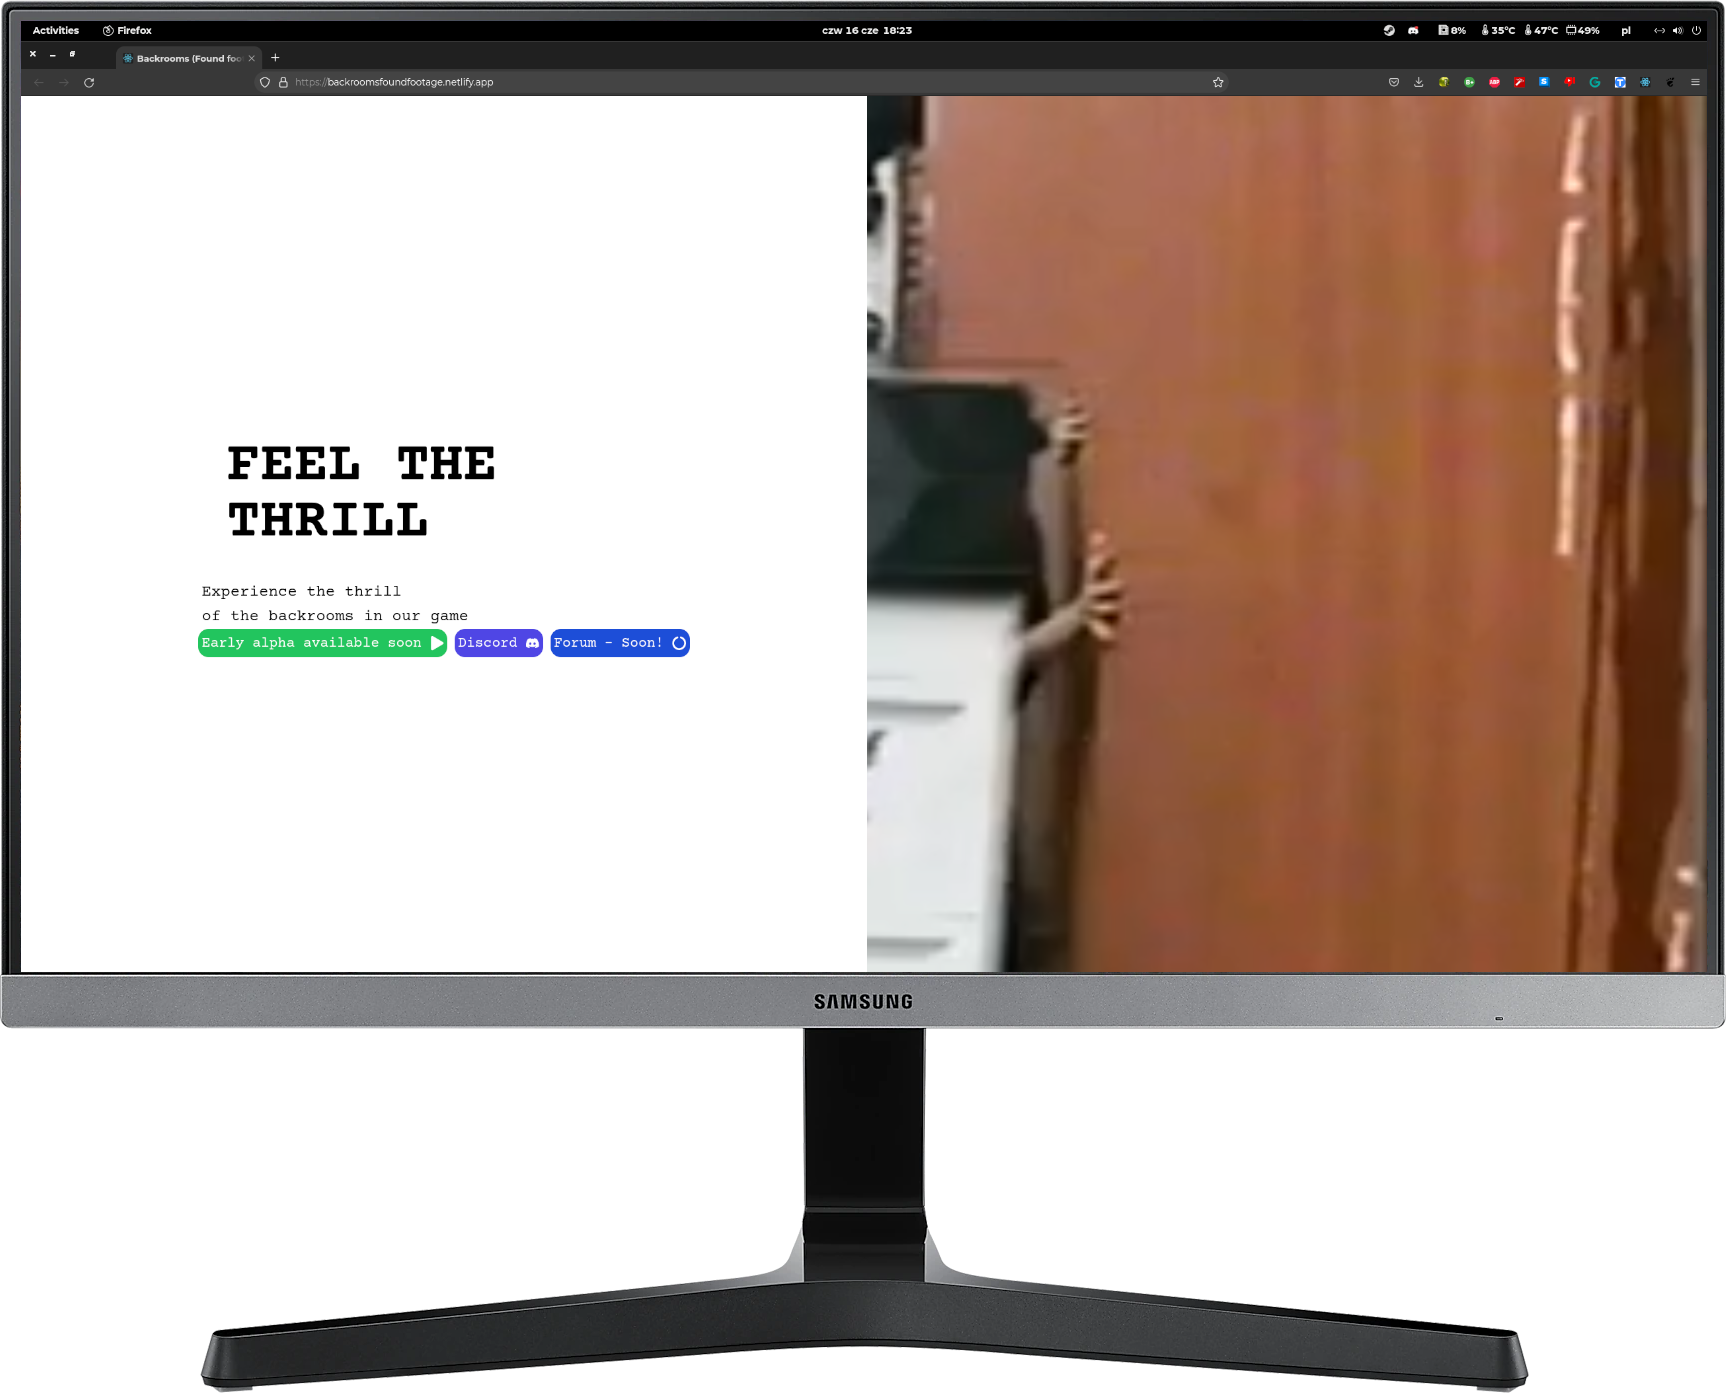 Activities Firefox czw 16 cze 18:23 8% 35°C 47°C 49% pl
Backrooms (Found foo
https://backroomsfoundfootage.netlify.app
FEEL THE
THRILL
Experience the thrill
of the backrooms in our game
Early alpha available soon Discord Forum - Soon!
SAMSUNG